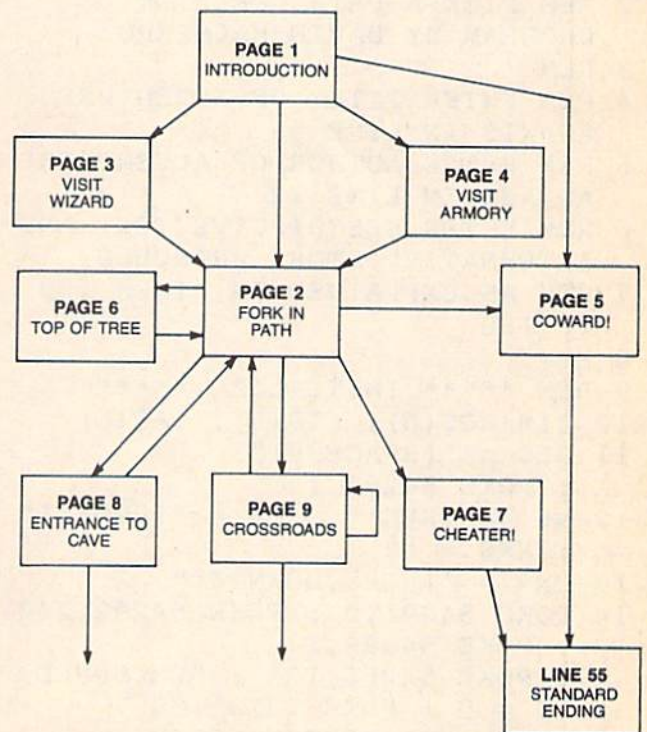 PAGE 1
INTRODUCTION
PAGE 3
VISIT
WIZARD
PAGE 4
VISIT
ARMORY
PAGE 6
TOP OF TREE
PAGE 2
FORK IN
PATH
PAGE 5
COWARD!
PAGE 8
ENTRANCE TO
CAVE
PAGE 9
CROSSROADS
PAGE 7
CHEATER!
LINE 55
STANDARD
ENDING